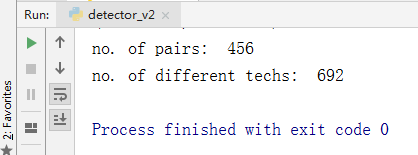 Run: detector_v2
no. of pairs:  456
no. of different techs:  692
Process finished with exit code 0
2: Favorites